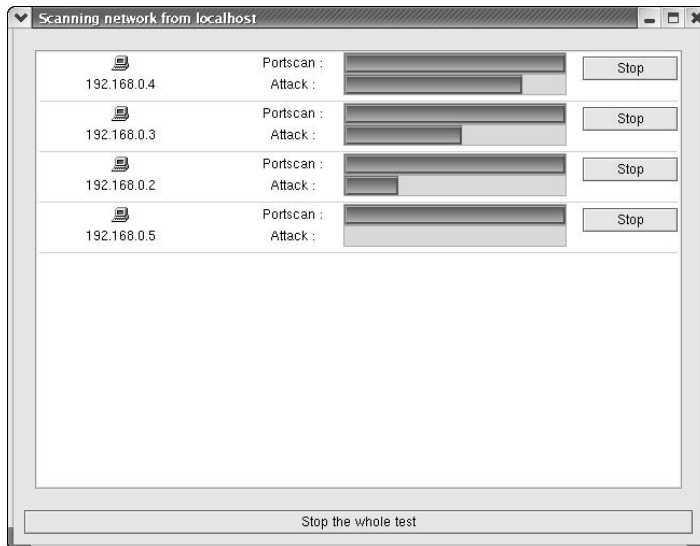 Scanning network from localhost
Portscan :
Stop
192.168.0.4
Attack :
Portscan :
Stop
192.168.0.3
Attack :
Portscan :
Stop
192.168.0.2
Attack :
Portscan :
Stop
192.168.0.5
Attack :
Stop the whole test